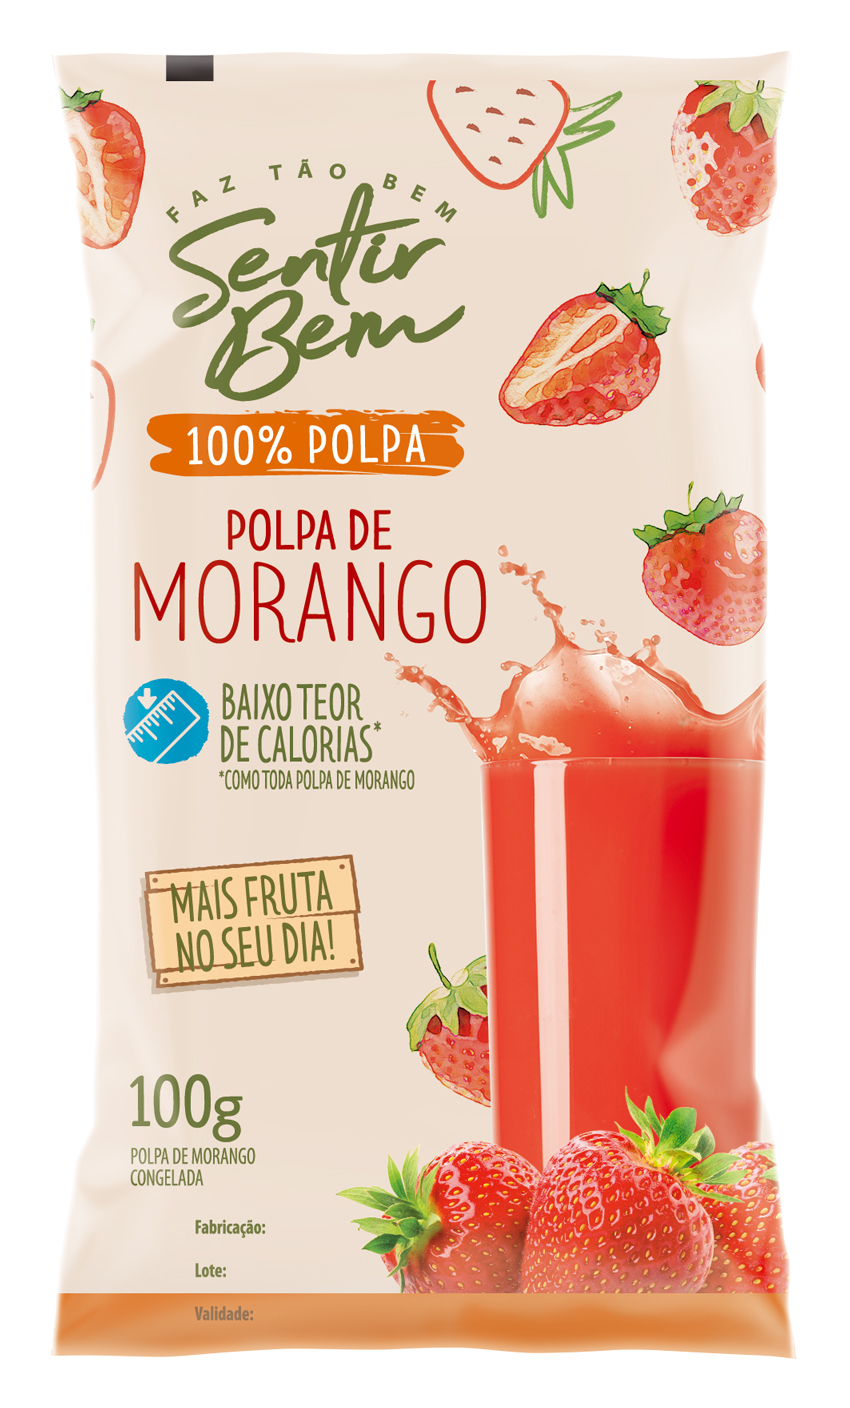 FAZ TÃO BEM
Sentir
Bem
100% POLPA
POLPA DE
MORANGO
BAIXO TEOR
DE CALORIAS*
*COMO TODA POLPA DE MORANGO
MAIS FRUTA
NO SEU DIA!
100g
POLPA DE MORANGO
CONGELADA
Fabricação:
Lote:
Validade: